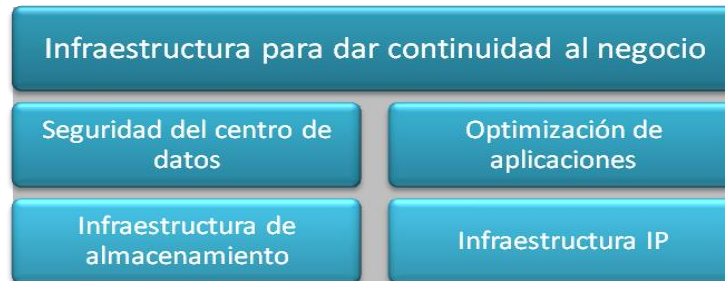 Infraestructura para dar continuidad al negocio
Seguridad del centro de
datos
Optimización de
aplicaciones
Infraestructura de
almacenamiento
Infraestructura IP